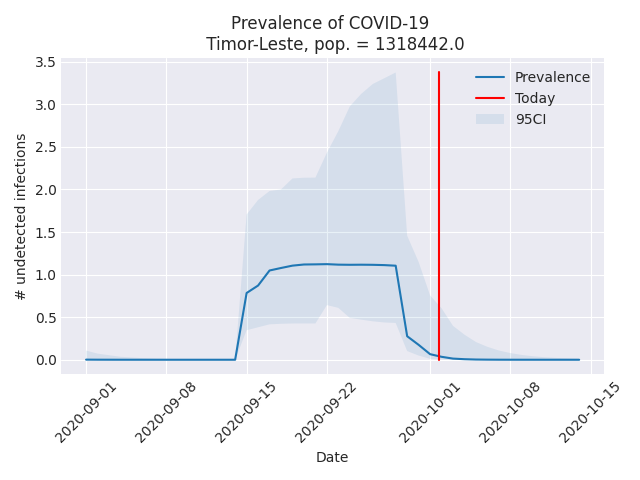 Prevalence of COVID-19
Timor-Leste, pop. = 1318442.0
3.5
3.0
2.5
2.0
1.5
1.0
0.5
0.0
# undetected infections
Prevalence
Today
95CI
2020-09-01
2020-09-08
2020-09-15
2020-09-22
2020-10-01
2020-10-08
2020-10-15
Date